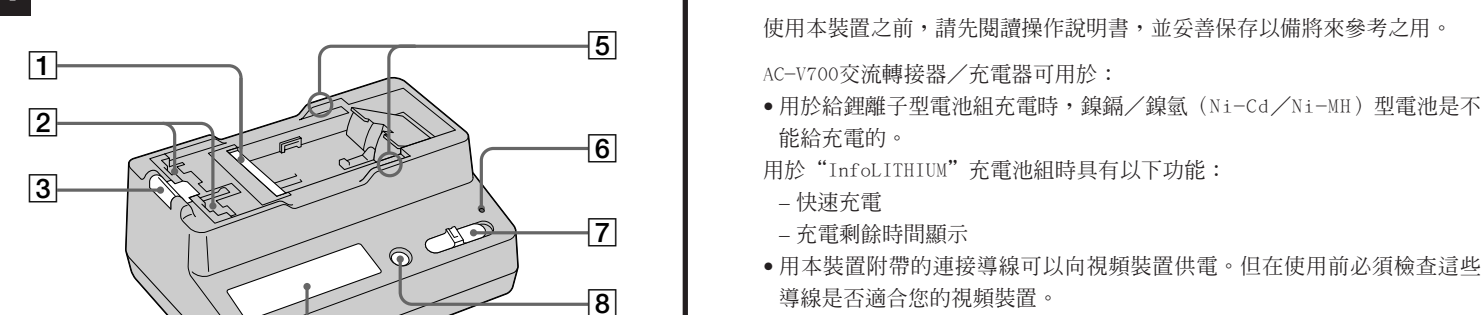 1
2
3
5
6
7
8
使用本裝置之前，請先閱讀操作說明書，並妥善保存以備將來參考之用。
AC-V700交流轉接器／充電器可用於：
• 用於給鋰離子型電池組充電時，鎳鎘／鎳氫（Ni-Cd／Ni-MH）型電池是不
能給充電的。
用於“InfoLITHIUM”充電池組時具有以下功能：
– 快速充電
– 充電剩餘時間顯示
• 用本裝置附帶的連接導線可以向視頻裝置供電。但在使用前必須檢查這些
導線是否適合您的視頻裝置。